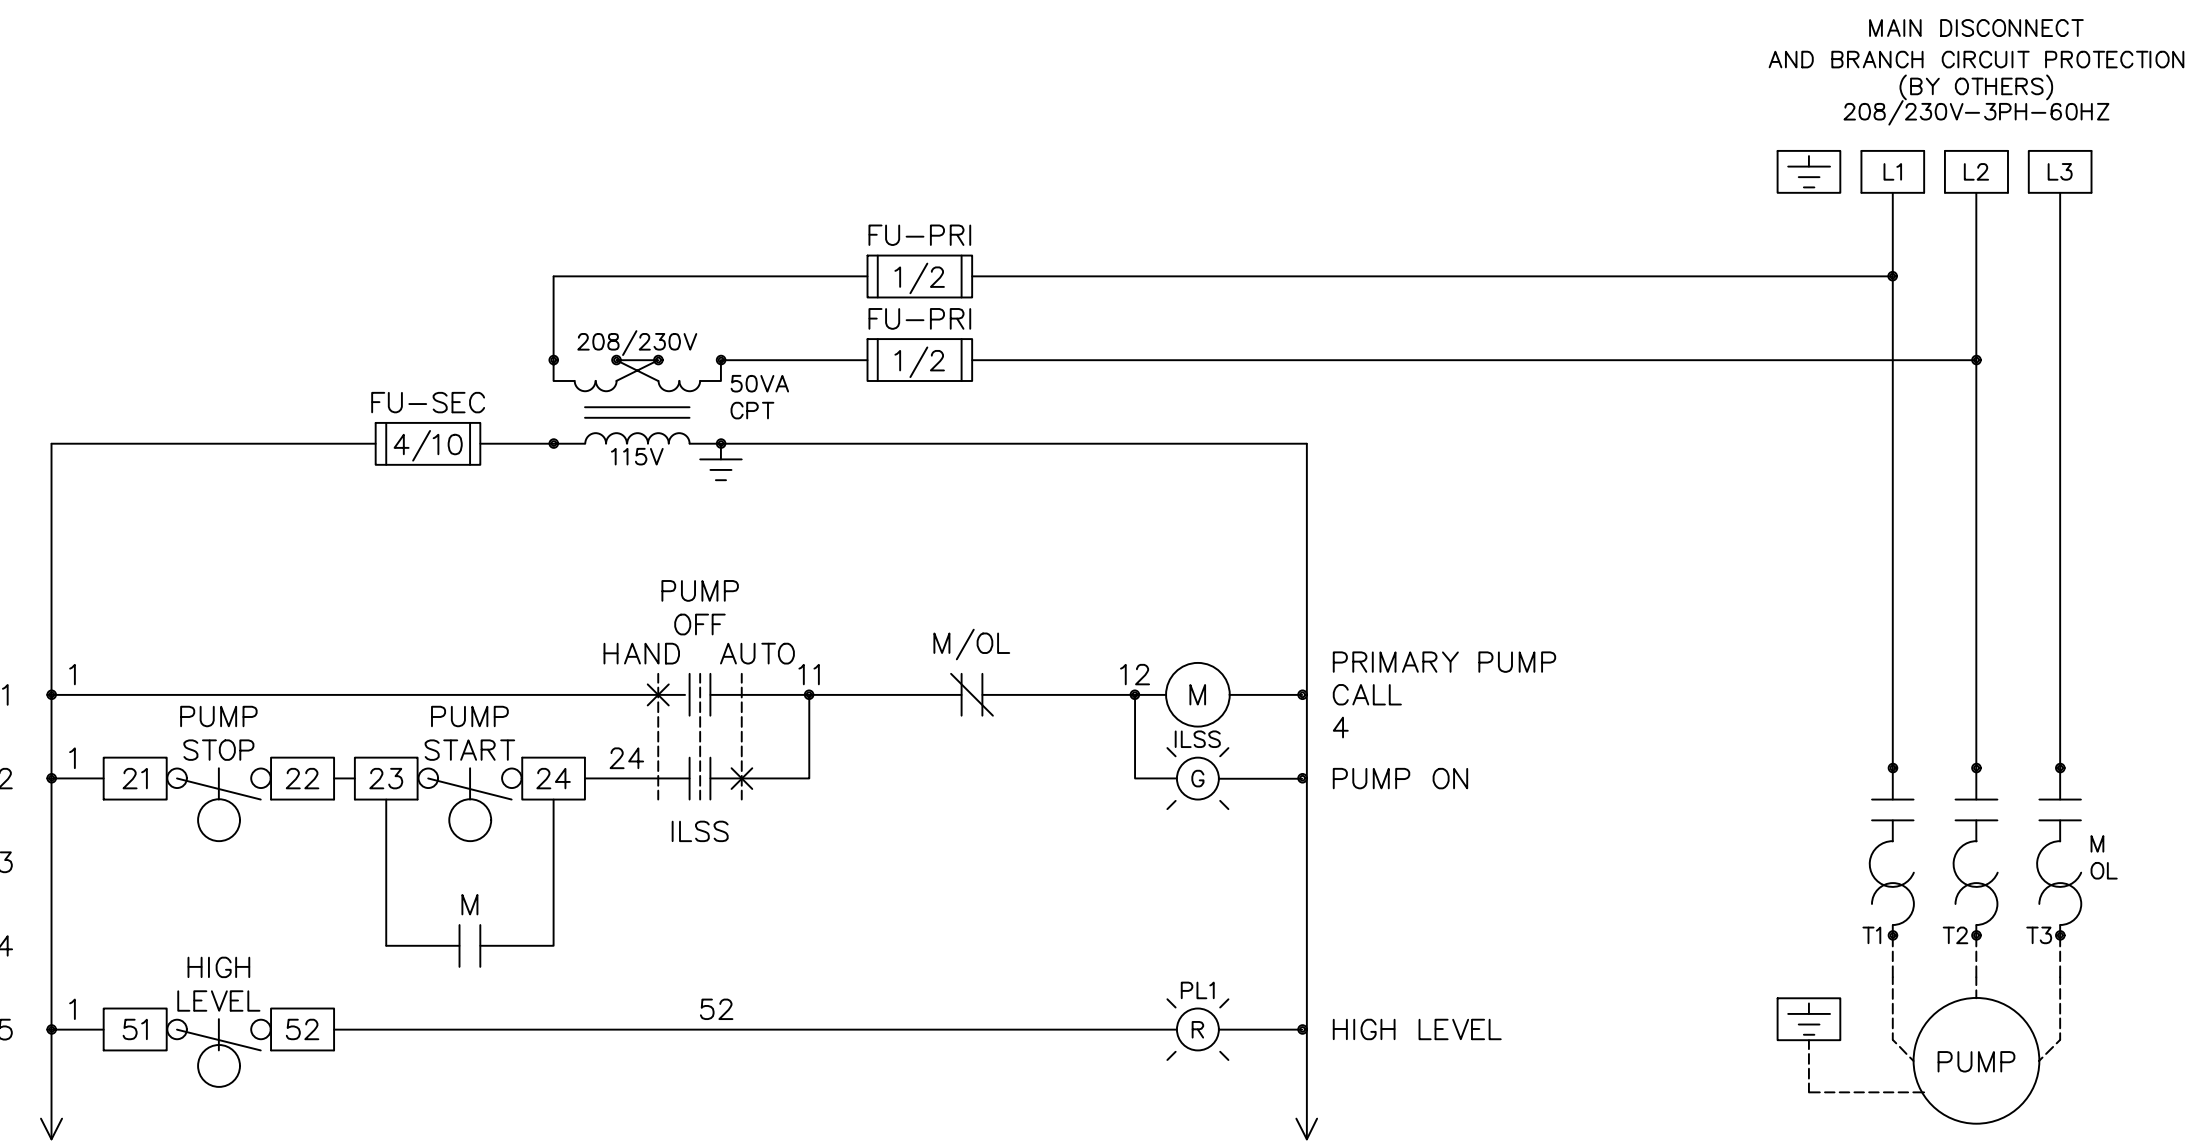 MAIN DISCONNECT
AND BRANCH CIRCUIT PROTECTION
(BY OTHERS)
208/230V-3PH-60HZ
L1 L2 L3
FU-PRI
1/2
FU-PRI
1/2
208/230V
50VA
CPT
FU-SEC
4/10
115V
PUMP
OFF
HAND AUTO
M/OL
1 1 11 12 M
PRIMARY PUMP
CALL
4
PUMP
STOP
PUMP
START
ILSS
2 1 21 22 23 24 24 G PUMP ON
ILSS
3
M
OL
M
4
T1 T2 T3
HIGH
LEVEL
PL1
5 1 51 52 52 R HIGH LEVEL
PUMP